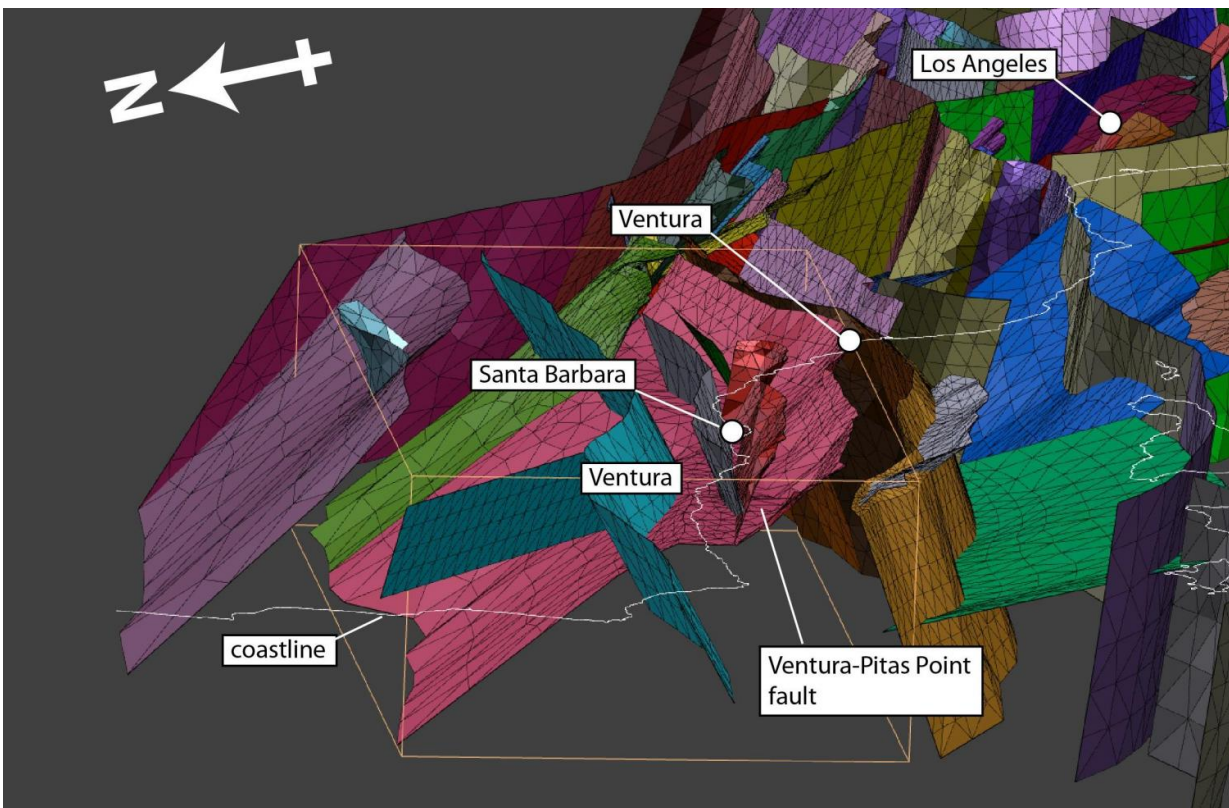 N
Los Angeles
Ventura
Santa Barbara
Ventura
coastline
Ventura-Pitas Point
fault